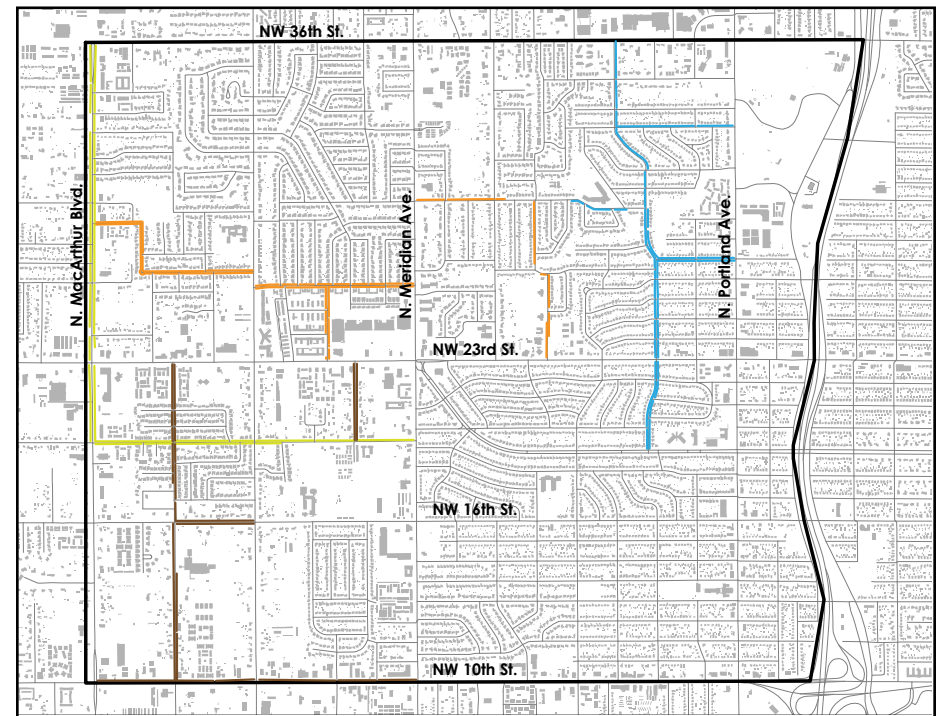 NW 36th St.
N. MacArthur Blvd.
N. Meridian Ave.
N. Portland Ave.
NW 23rd St.
NW 16th St.
NW 10th St.